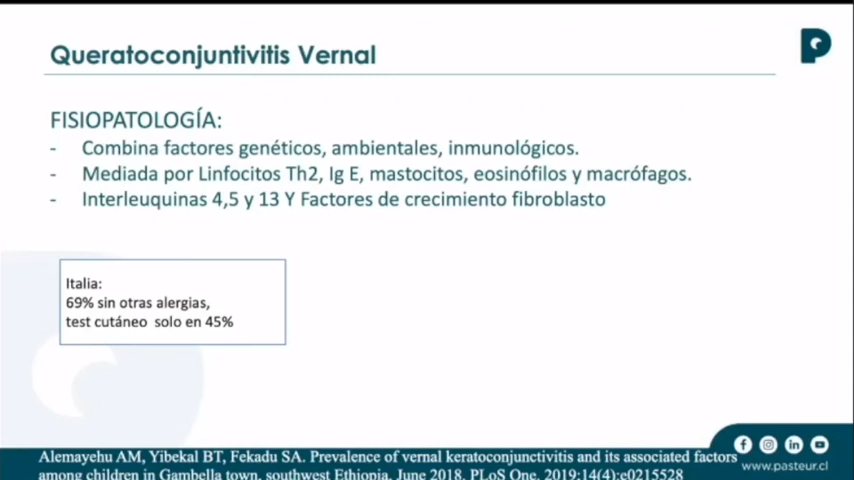 Queratoconjuntivitis Vernal
P
FISIOPATOLOGÍA:
- Combina factores genéticos, ambientales, inmunológicos.
- Mediada por Linfocitos Th2, Ig E, mastocitos, eosinófilos y macrófagos.
- Interleuquinas 4,5 y 13 Y Factores de crecimiento fibroblasto
Italia:
69% sin otras alergias,
test cutáneo solo en 45%
Alemayehu AM, Yibekal BT, Fekadu SA. Prevalence of vernal keratoconjunctivitis and its associated factors
among children in Gambella town, southwest Ethiopia, June 2018. PLoS One. 2019;14(4):e0215528
www.pasteur.cl